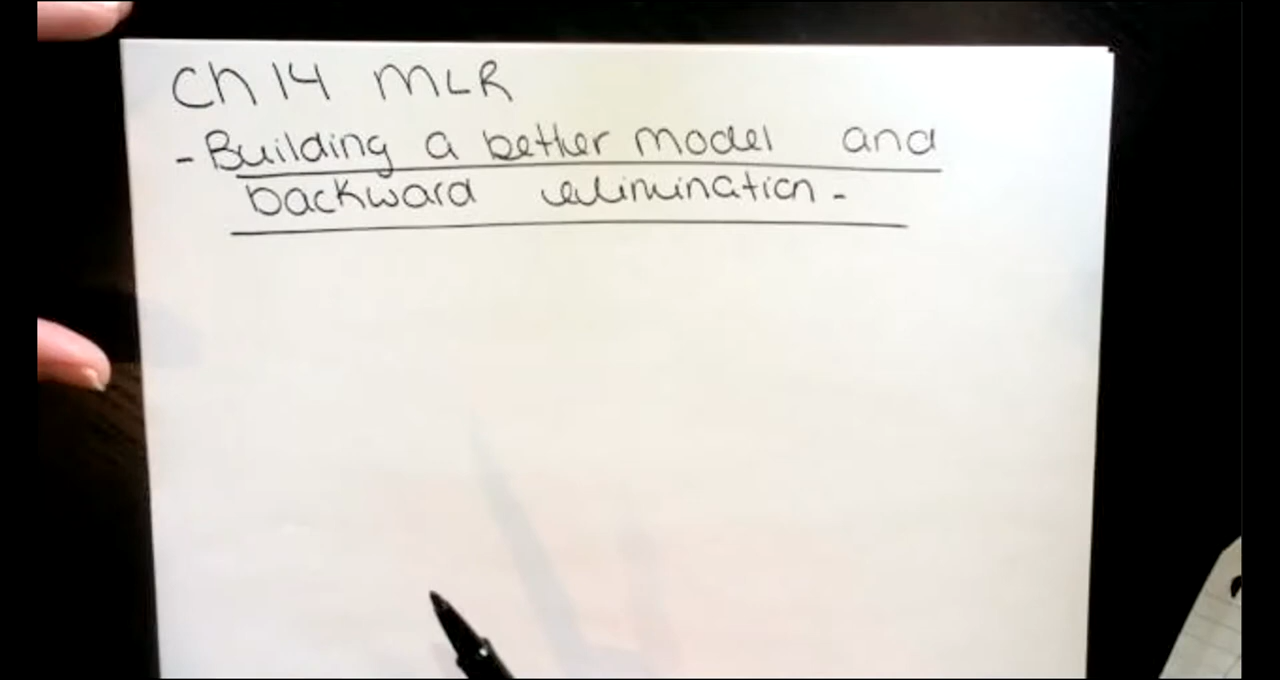 Ch 14 MLR
- Building a better model and
backward elimination -